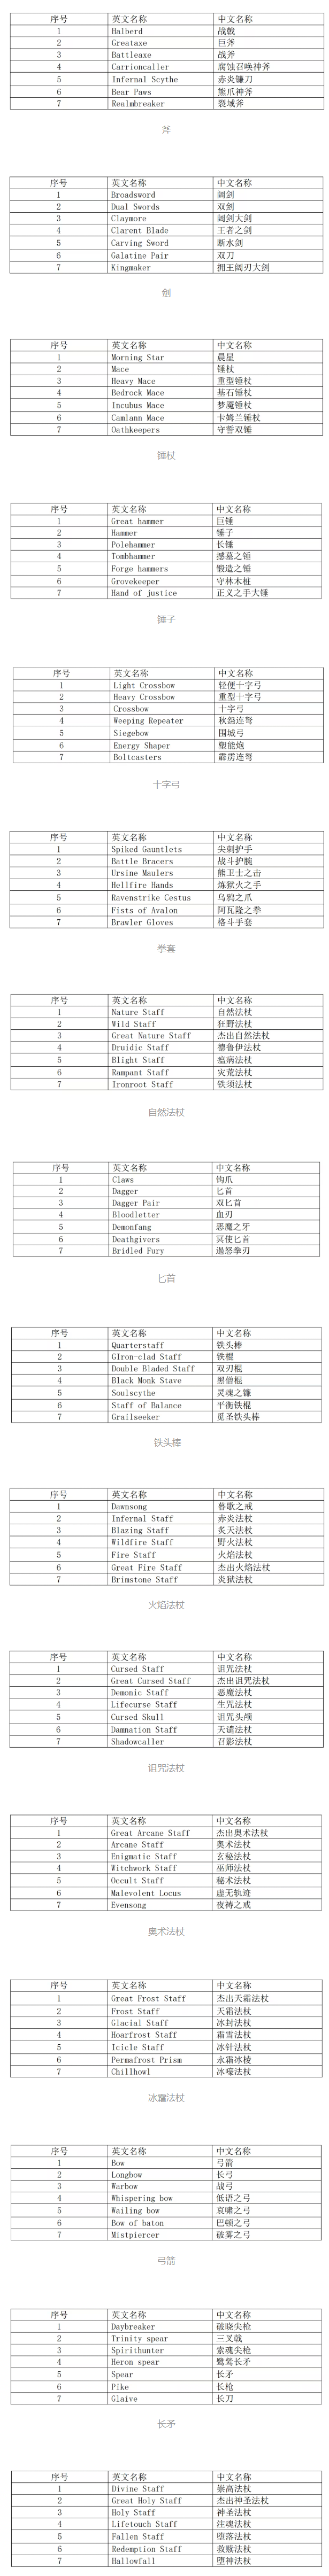 序号 英文名称 中文名称
1 Halberd 战戟
2 Greataxe 巨斧
3 Battleaxe 战斧
4 Carrioncaller 腐蚀召唤神斧
5 Infernal Scythe 赤炎镰刀
6 Bear Paws 熊爪神斧
7 Realmbreaker 裂域斧
斧
序号 英文名称 中文名称
1 Broadsword 阔剑
2 Dual Swords 双剑
3 Claymore 阔剑大剑
4 Clarent Blade 王者之剑
5 Carving Sword 断水剑
6 Galatine Pair 双刀
7 Kingmaker 拥王阔刃大剑
剑
序号 英文名称 中文名称
1 Morning Star 晨星
2 Mace 锤杖
3 Heavy Mace 重型锤杖
4 Bedrock Mace 基石锤杖
5 Incubus Mace 梦魇锤杖
6 Camlann Mace 卡姆兰锤杖
7 Oathkeepers 守誓双锤
锤杖
序号 英文名称 中文名称
1 Great hammer 巨锤
2 Hammer 锤子
3 Polehammer 长锤
4 Tombhammer 撼墓之锤
5 Forge hammers 锻造之锤
6 Grovekeeper 守林木桩
7 Hand of justice 正义之手大锤
锤子
序号 英文名称 中文名称
1 Light Crossbow 轻便十字弓
2 Heavy Crossbow 重型十字弓
3 Crossbow 十字弓
4 Weeping Repeater 秋怨连弩
5 Siegebow 围城弓
6 Energy Shaper 塑能炮
7 Boltcasters 霹雳连弩
十字弓
序号 英文名称 中文名称
1 Spiked Gauntlets 尖刺护手
2 Battle Bracers 战斗护腕
3 Ursine Maulers 熊卫士之击
4 Hellfire Hands 炼狱火之手
5 Ravenstrike Cestus 乌鸦之爪
6 Fists of Avalon 阿瓦隆之拳
7 Brawler Gloves 格斗手套
拳套
序号 英文名称 中文名称
1 Nature Staff 自然法杖
2 Wild Staff 狂野法杖
3 Great Nature Staff 杰出自然法杖
4 Druidic Staff 德鲁伊法杖
5 Blight Staff 瘟病法杖
6 Rampant Staff 灾荒法杖
7 Ironroot Staff 铁须法杖
自然法杖
序号 英文名称 中文名称
1 Claws 钩爪
2 Dagger 匕首
3 Dagger Pair 双匕首
4 Bloodletter 血刃
5 Demonfang 恶魔之牙
6 Deathgivers 冥使匕首
7 Bridled Fury 遏怒拳刃
匕首
序号 英文名称 中文名称
1 Quarterstaff 铁头棒
2 GIron-clad Staff 铁棍
3 Double Bladed Staff 双刃棍
4 Black Monk Stave 黑僧棍
5 Soulscythe 灵魂之镰
6 Staff of Balance 平衡铁棍
7 Grailseeker 觅圣铁头棒
铁头棒
序号 英文名称 中文名称
1 Dawnsong 暮歌之戒
2 Infernal Staff 赤炎法杖
3 Blazing Staff 炙天法杖
4 Wildfire Staff 野火法杖
5 Fire Staff 火焰法杖
6 Great Fire Staff 杰出火焰法杖
7 Brimstone Staff 炎狱法杖
火焰法杖
序号 英文名称 中文名称
1 Cursed Staff 诅咒法杖
2 Great Cursed Staff 杰出诅咒法杖
3 Demonic Staff 恶魔法杖
4 Lifecurse Staff 生咒法杖
5 Cursed Skull 诅咒头颅
6 Damnation Staff 天谴法杖
7 Shadowcaller 召影法杖
诅咒法杖
序号 英文名称 中文名称
1 Great Arcane Staff 杰出奥术法杖
2 Arcane Staff 奥术法杖
3 Enigmatic Staff 玄秘法杖
4 Witchwork Staff 巫师法杖
5 Occult Staff 秘术法杖
6 Malevolent Locus 虚无轨迹
7 Evensong 夜祷之戒
奥术法杖
序号 英文名称 中文名称
1 Great Frost Staff 杰出天霜法杖
2 Frost Staff 天霜法杖
3 Glacial Staff 冰封法杖
4 Hoarfrost Staff 霜雪法杖
5 Icicle Staff 冰针法杖
6 Permafrost Prism 永霜冰棱
7 Chillhowl 冰嚎法杖
冰霜法杖
序号 英文名称 中文名称
1 Bow 弓箭
2 Longbow 长弓
3 Warbow 战弓
4 Whispering bow 低语之弓
5 Wailing bow 哀啸之弓
6 Bow of baton 巴顿之弓
7 Mistpiercer 破雾之弓
弓箭
序号 英文名称 中文名称
1 Daybreaker 破晓尖枪
2 Trinity spear 三叉戟
3 Spirithunter 索魂尖枪
4 Heron spear 鹭鸶长矛
5 Spear 长矛
6 Pike 长枪
7 Glaive 长刀
长矛
序号 英文名称 中文名称
1 Divine Staff 崇高法杖
2 Great Holy Staff 杰出神圣法杖
3 Holy Staff 神圣法杖
4 Lifetouch Staff 注魂法杖
5 Fallen Staff 堕落法杖
6 Redemption Staff 救赎法杖
7 Hallowfall 堕神法杖